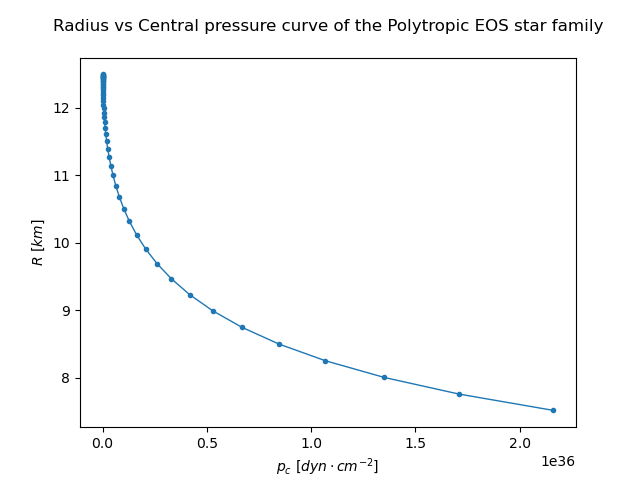 Radius vs Central pressure curve of the Polytropic EOS star family
12
11
10
9
8
R [km]
0.0 0.5 1.0 1.5 2.0
1e36
p_c [dyn · cm^{-2}]